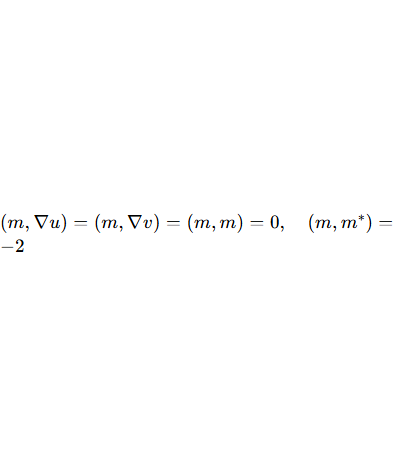 (m, ∇u) = (m, ∇v) = (m, m) = 0, (m, m*) =
−2